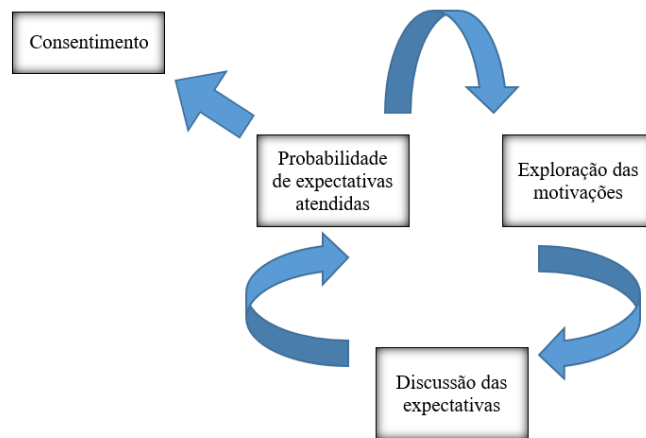 Consentimento
Probabilidade
de expectativas
atendidas
Exploração das
motivações
Discussão das
expectativas